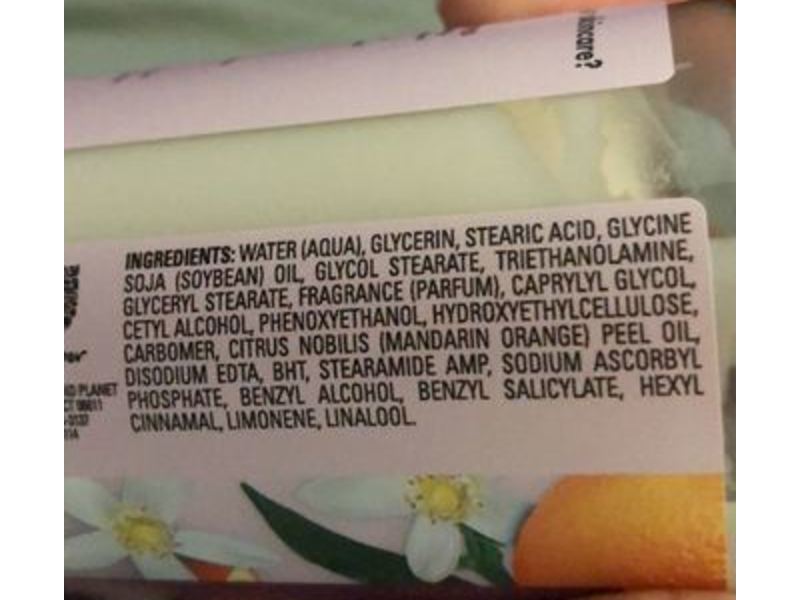 skincare?
INGREDIENTS: WATER (AQUA), GLYCERIN, STEARIC ACID, GLYCINE
SOJA (SOYBEAN) OIL, GLYCOL STEARATE, TRIETHANOLAMINE,
GLYCERYL STEARATE, FRAGRANCE (PARFUM), CAPRYLYL GLYCOL,
CETYL ALCOHOL, PHENOXYETHANOL, HYDROXYETHYLCELLULOSE,
CARBOMER, CITRUS NOBILIS (MANDARIN ORANGE) PEEL OIL,
DISODIUM EDTA, BHT, STEARAMIDE AMP, SODIUM ASCORBYL
PHOSPHATE, BENZYL ALCOHOL, BENZYL SALICYLATE, HEXYL
CINNAMAL, LIMONENE, LINALOOL.
PLANET